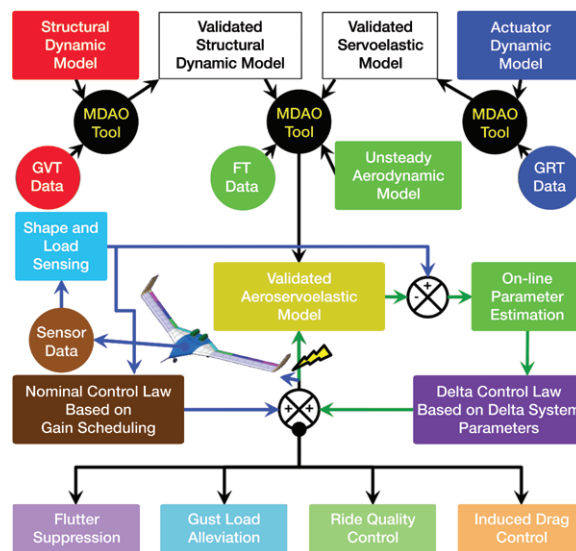 Structural
Dynamic
Model
Validated
Structural
Dynamic Model
Validated
Servoelastic
Model
Actuator
Dynamic
Model
MDAO
Tool
MDAO
Tool
MDAO
Tool
GVT
Data
FT
Data
Unsteady
Aerodynamic
Model
GRT
Data
Shape and
Load
Sensing
Validated
Aeroservoelastic
Model
+
-
On-line
Parameter
Estimation
Sensor
Data
Nominal Control Law
Based on
Gain Scheduling
+
+
Delta Control Law
Based on Delta System
Parameters
Flutter
Suppression
Gust Load
Alleviation
Ride Quality
Control
Induced Drag
Control